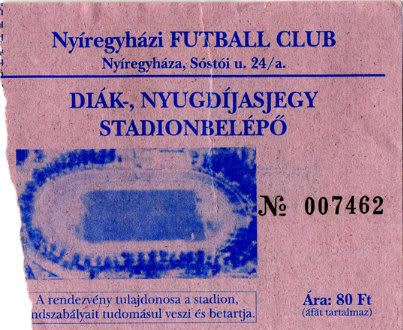 Nyíregyházi FUTBALL CLUB
Nyíregyháza, Sóstói u. 24/a.
DIÁK-, NYUGDÍJASJEGY
STADIONBELÉPŐ
№ 007462
A rendezvény tulajdonosa a stadion,
ndszabályait tudomásul veszi és betartja.
Ára: 80 Ft
(áfát tartalmaz)